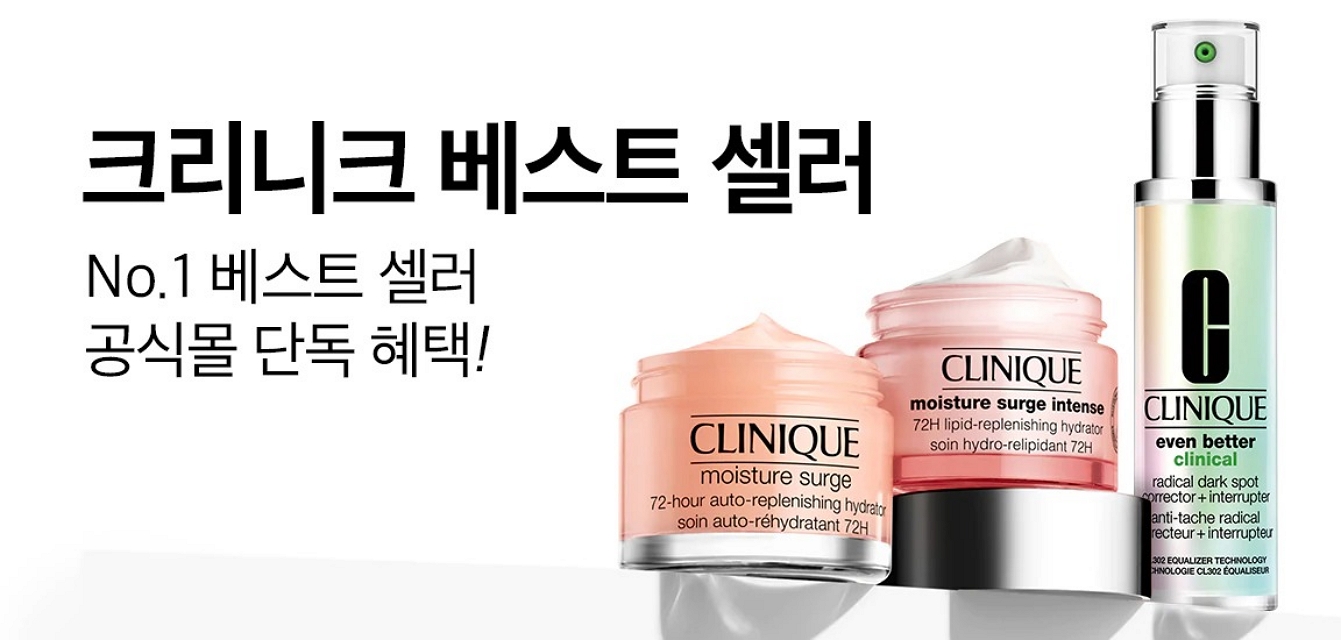 크리니크 베스트 셀러
No.1 베스트 셀러
공식몰 단독 혜택!
CLINIQUE
moisture surge
72-hour auto-replenishing hydrator
soin auto-réhydratant 72H
CLINIQUE
moisture surge intense
72H lipid-replenishing hydrator
soin hydro-relipidant 72H
C
CLINIQUE
even better
clinical
radical dark spot
corrector + interrupter
anti-tache radical
recteur + interrupteur
302 EQUALIZER TECHNOLOGY
CHNOLOGIE CL302 ÉQUALISEUR